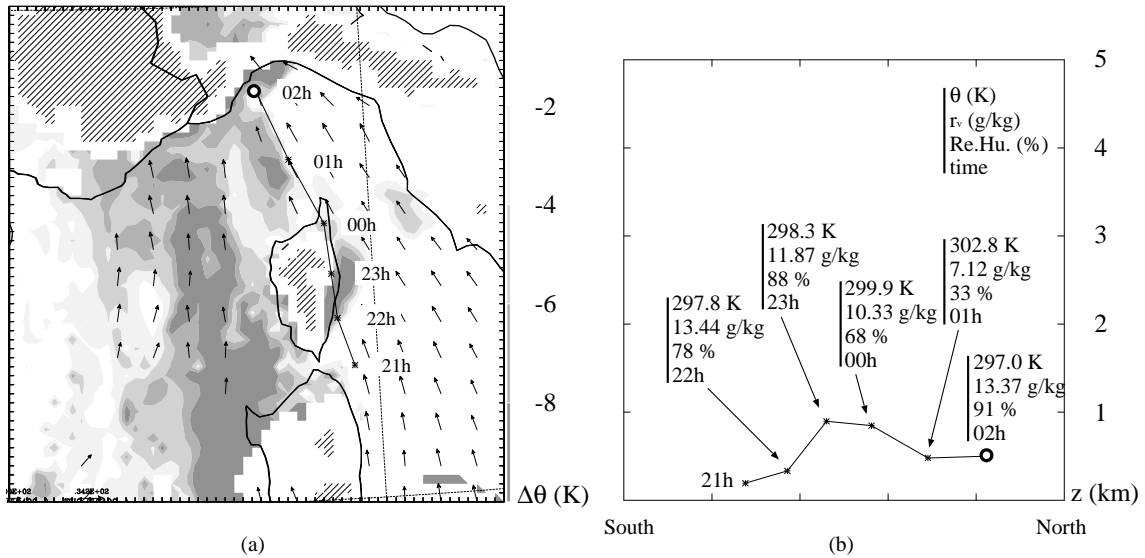 02h
01h
00h
23h
22h
21h
.342E+02
-2
-4
-6
-8
Δθ (K)
(a)
5
4
3
2
1
z (km)
θ (K)
rᵥ (g/kg)
Re.Hu. (%)
time
298.3 K
11.87 g/kg
88 %
23h
302.8 K
7.12 g/kg
33 %
01h
299.9 K
10.33 g/kg
68 %
00h
297.8 K
13.44 g/kg
78 %
22h
297.0 K
13.37 g/kg
91 %
02h
21h
South
North
(b)